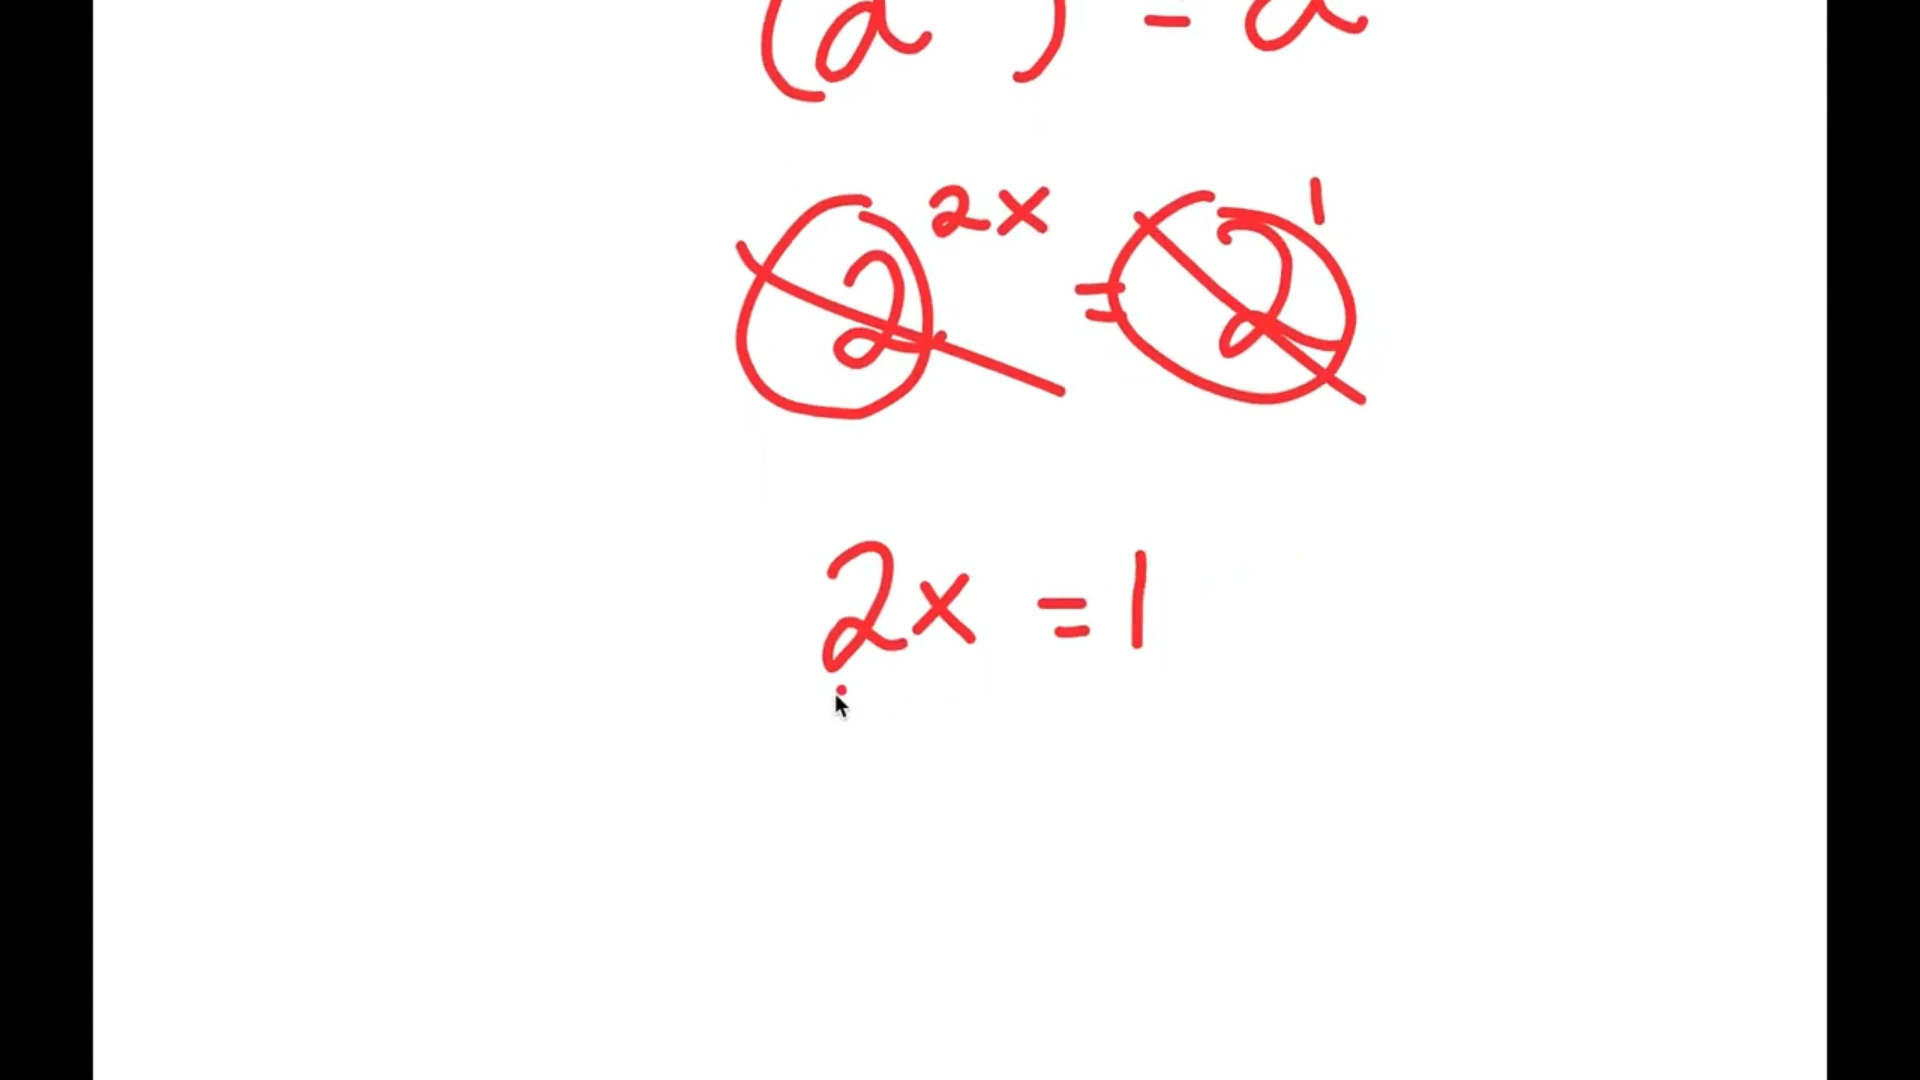 (a ) = a
2^2x = 2^1
2x = 1